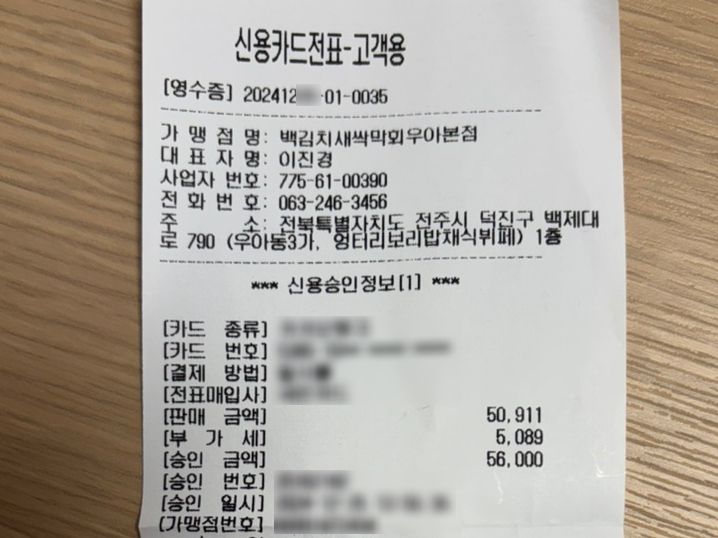 신용카드전표-고객용
[영수증] 202412 -01-0035
가 맹 점 명: 백김치새싹막회우아본점
대 표 자 명: 이진경
사업자 번호: 775-61-00390
전 화 번 호: 063-246-3456
주 소: 전북특별자치도 전주시 덕진구 백제대
로 790 (우아동3가, 엉터리보리밥채식뷔페) 1층
*** 신용승인정보[1] ***
[카드 종류]
[카드 번호]
[결제 방법]
[전표매입사]
[판매 금액] 50,911
[부 가 세] 5,089
[승인 금액] 56,000
[승인 번호]
[승인 일시]
[가맹점번호]